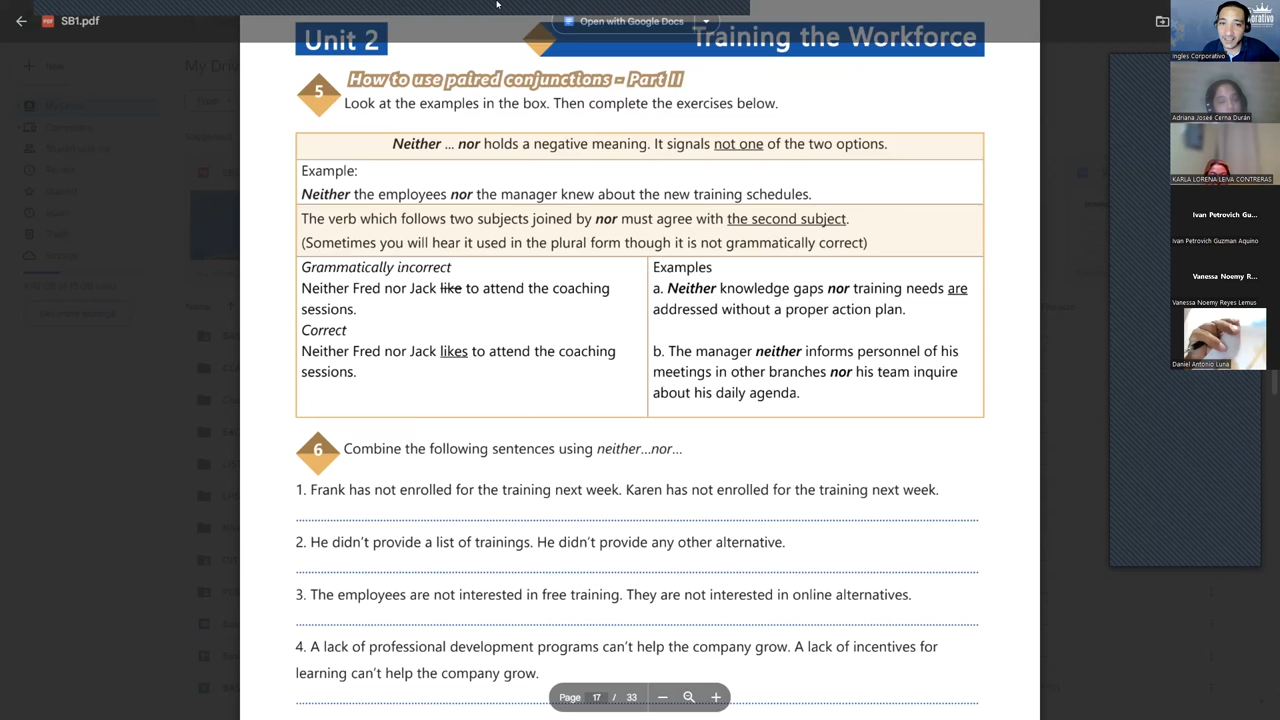 SB1.pdf
Open with Google Docs
Unit 2
Training the Workforce
5
How to use paired conjunctions - Part II
Look at the examples in the box. Then complete the exercises below.
Neither ... nor holds a negative meaning. It signals not one of the two options.
Example:
Neither the employees nor the manager knew about the new training schedules.
The verb which follows two subjects joined by nor must agree with the second subject.
(Sometimes you will hear it used in the plural form though it is not grammatically correct)
Grammatically incorrect
Neither Fred nor Jack like to attend the coaching
sessions.
Correct
Neither Fred nor Jack likes to attend the coaching
sessions.
Examples
a. Neither knowledge gaps nor training needs are
addressed without a proper action plan.
b. The manager neither informs personnel of his
meetings in other branches nor his team inquire
about his daily agenda.
6
Combine the following sentences using neither...nor...
1. Frank has not enrolled for the training next week. Karen has not enrolled for the training next week.
2. He didn't provide a list of trainings. He didn't provide any other alternative.
3. The employees are not interested in free training. They are not interested in online alternatives.
4. A lack of professional development programs can't help the company grow. A lack of incentives for
learning can't help the company grow.
Page 17 / 33
Ingles Corporativo
Adriana Joseé Cerna Durán
KARLA LORENA LEIVA CONTRERAS
Ivan Petrovich Gu...
Ivan Petrovich Guzman Aquino
Vanessa Noemy R...
Vanessa Noemy Reyes Lemus
Daniel Antonio Luna